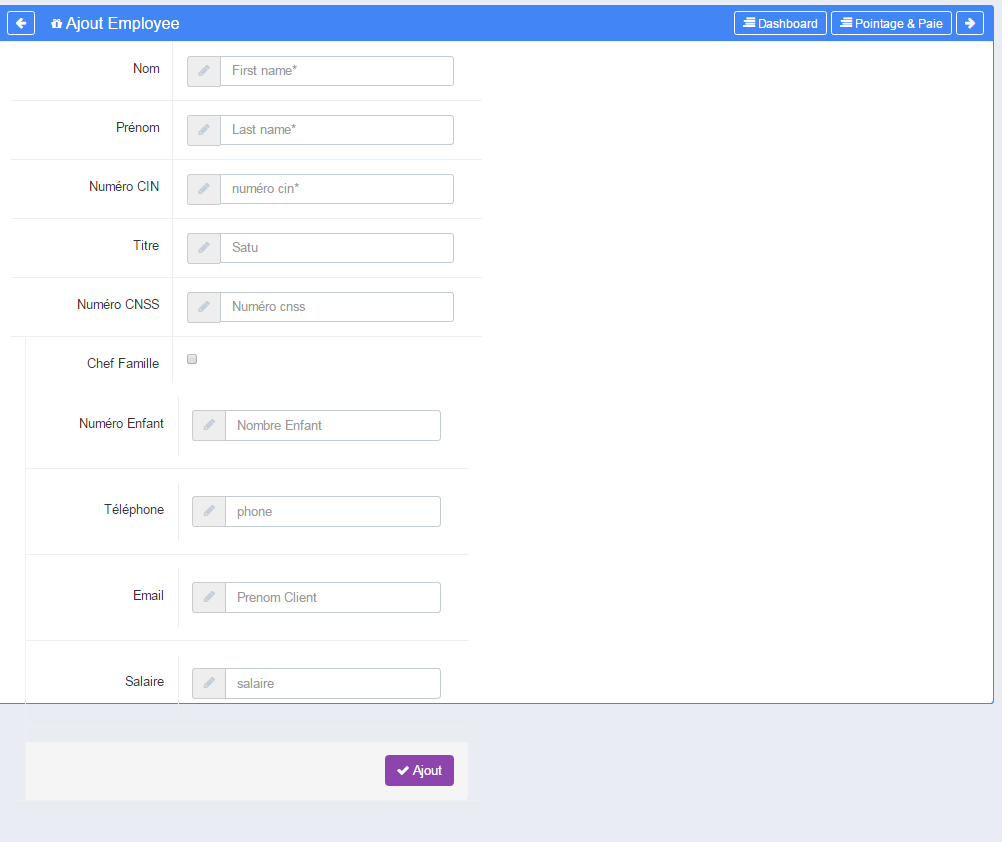 Ajout Employee Dashboard Pointage & Paie
Nom First name*
Prénom Last name*
Numéro CIN numéro cin*
Titre Satu
Numéro CNSS Numéro cnss
Chef Famille
Numéro Enfant Nombre Enfant
Téléphone phone
Email Prenom Client
Salaire salaire
Ajout